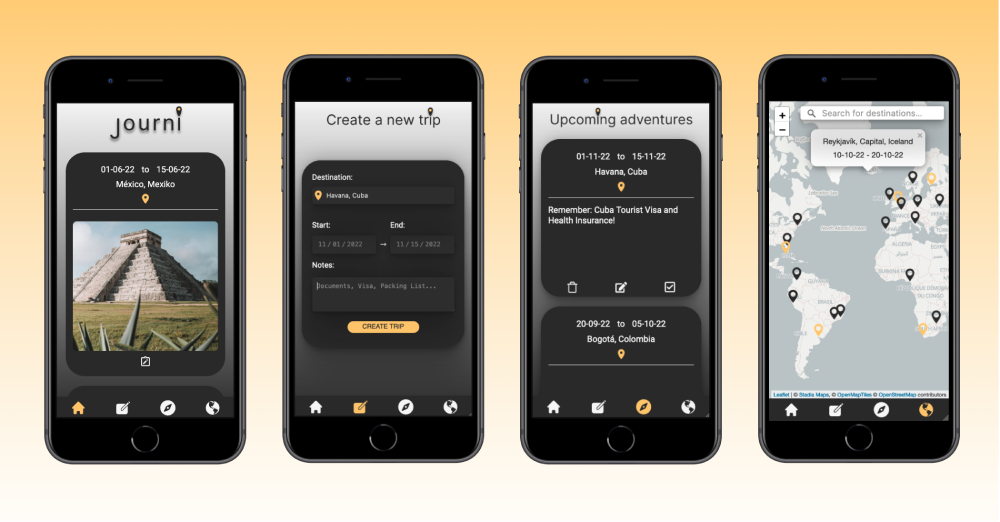 journi
01-06-22 to 15-06-22
México, Mexiko
Create a new trip
Destination:
Havana, Cuba
Start: End:
11/01/2022 → 11/15/2022
Notes:
Documents, Visa, Packing List...
CREATE TRIP
Upcoming adventures
01-11-22 to 15-11-22
Havana, Cuba
Remember: Cuba Tourist Visa and
Health Insurance!
20-09-22 to 05-10-22
Bogotá, Colombia
+
−
Search for destinations...
×
Reykjavík, Capital, Iceland
10-10-22 - 20-10-22
FRANCE
ALGERIA
BRASIL
Leaflet | © Stadia Maps, © OpenMapTiles © OpenStreetMap contributors